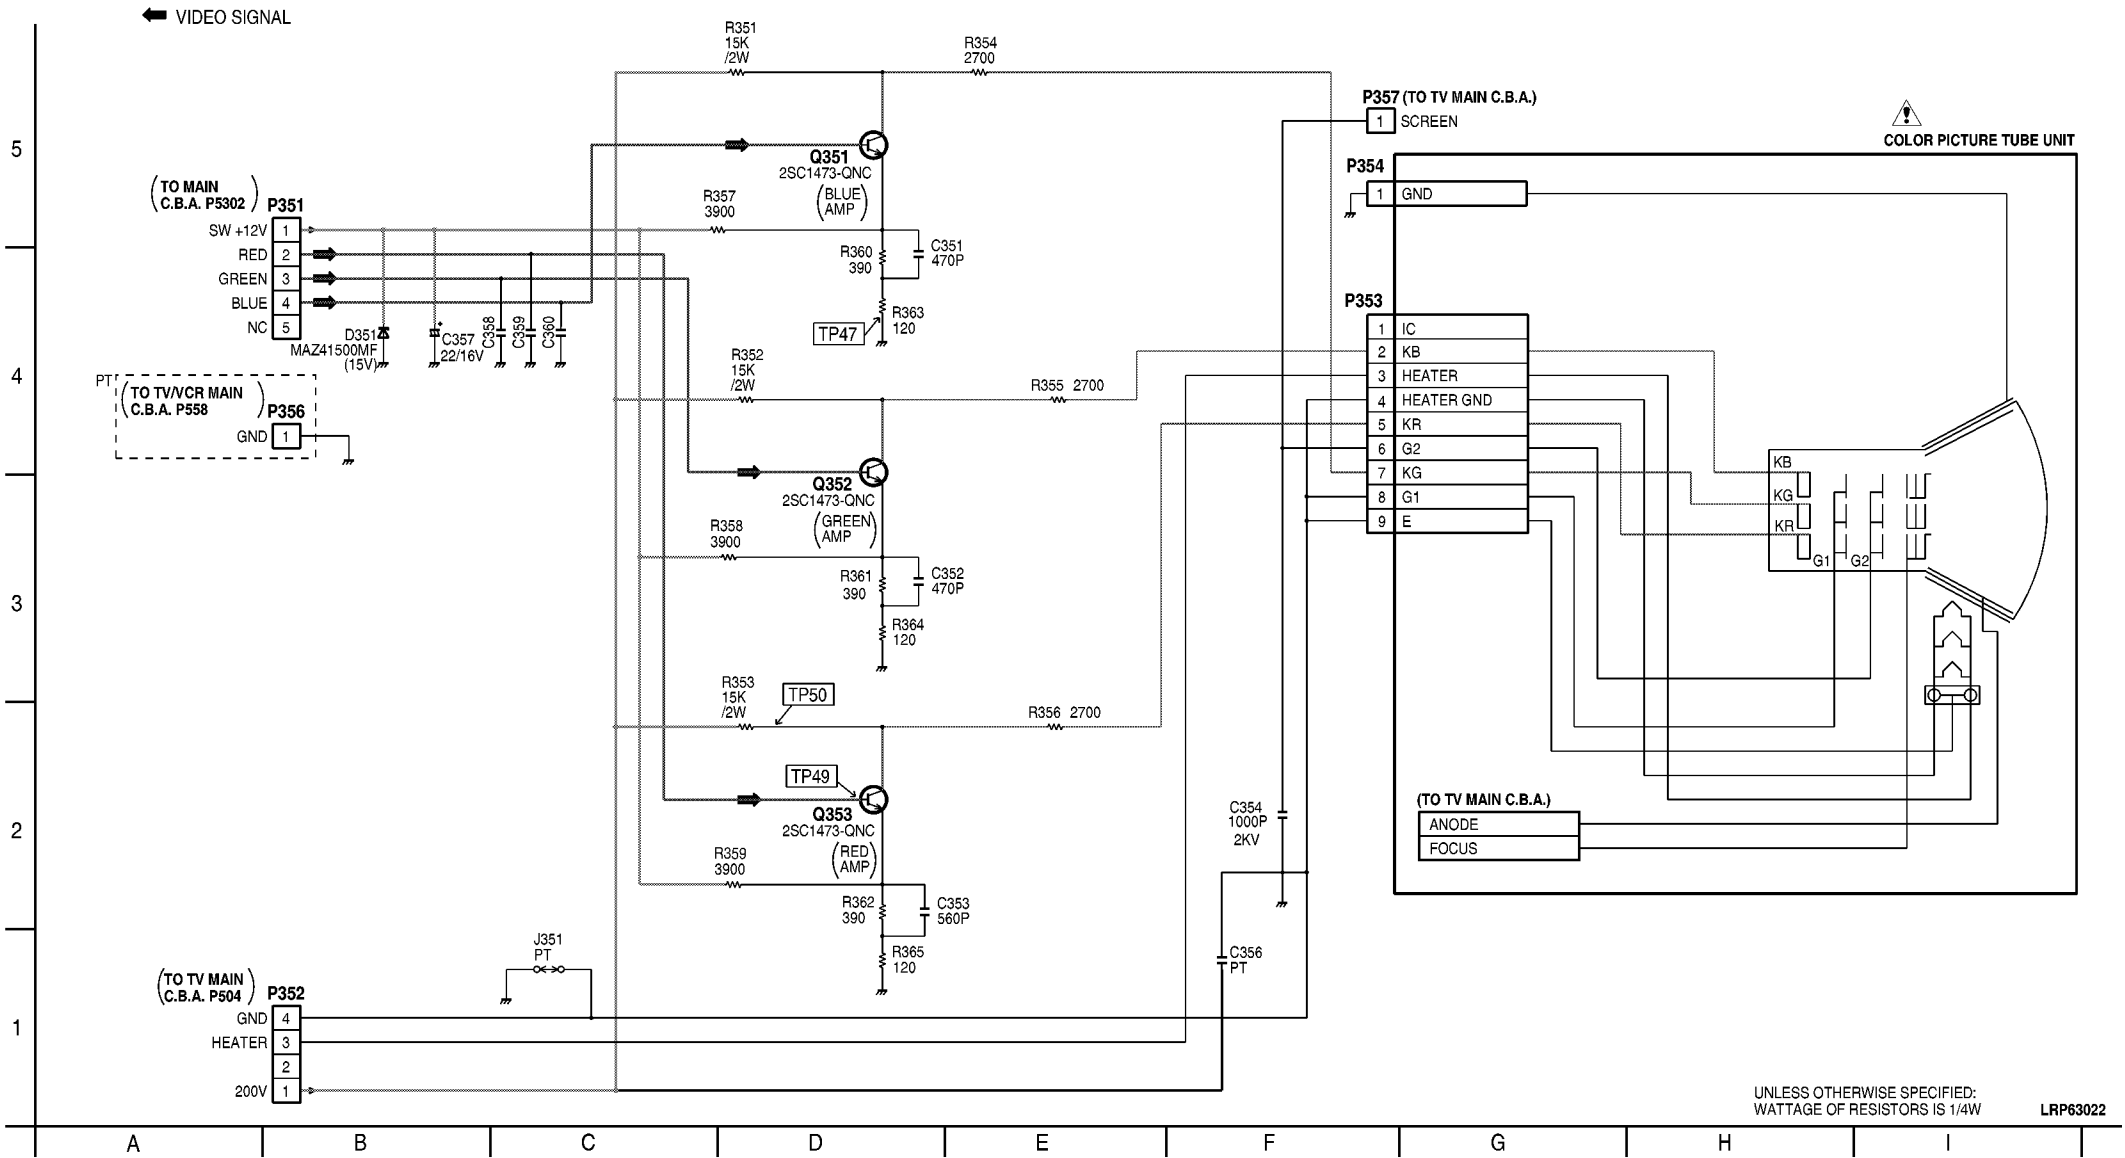 VIDEO SIGNAL
R351
15K
/2W
R354
2700
P357 (TO TV MAIN C.B.A.)
1 SCREEN
COLOR PICTURE TUBE UNIT
P354
1 GND
Q351
2SC1473-QNC
(BLUE
AMP)
(TO MAIN
C.B.A. P5302)
P351
SW +12V 1
RED 2
GREEN 3
BLUE 4
NC 5
R357
3900
R360
390
C351
470P
R363
120
TP47
D351
MAZ41500MF
(15V)
C357
22/16V
C358
C359
C360
PT
(TO TV/VCR MAIN
C.B.A. P558)
P356
GND 1
R352
15K
/2W
R355 2700
P353
1 IC
2 KB
3 HEATER
4 HEATER GND
5 KR
6 G2
7 KG
8 G1
9 E
KB
KG
KR
G1
G2
Q352
2SC1473-QNC
(GREEN
AMP)
R358
3900
R361
390
C352
470P
R364
120
R353
15K
/2W
TP50
R356 2700
TP49
Q353
2SC1473-QNC
(RED
AMP)
R359
3900
R362
390
C353
560P
R365
120
C354
1000P
2KV
(TO TV MAIN C.B.A.)
ANODE
FOCUS
C356
PT
J351
PT
(TO TV MAIN
C.B.A. P504)
P352
GND 4
HEATER 3
2
200V 1
UNLESS OTHERWISE SPECIFIED:
WATTAGE OF RESISTORS IS 1/4W
LRP63022
5
4
3
2
1
A B C D E F G H I